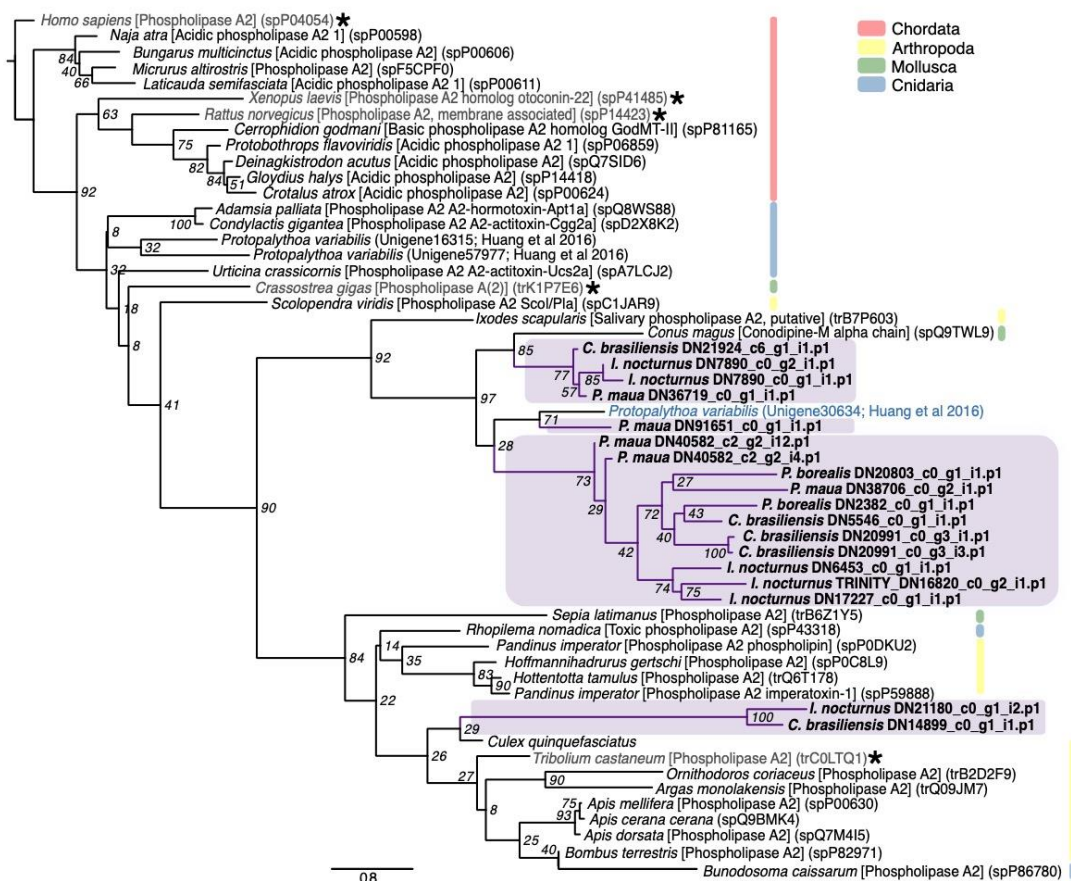 Homo sapiens [Phospholipase A2] (spP04054)★
Naja atra [Acidic phospholipase A2 1] (spP00598)
Bungarus multicinctus [Acidic phospholipase A2] (spP00606)
Micrurus altirostris [Phospholipase A2] (spF5CPF0)
Laticauda semifasciata [Acidic phospholipase A2 1] (spP00611)
84
40
66
Xenopus laevis [Phospholipase A2 homolog otoconin-22] (spP41485)★
63
Rattus norvegicus [Phospholipase A2, membrane associated] (spP14423)★
Cerrophidion godmani [Basic phospholipase A2 homolog GodMT-II] (spP81165)
75
Protobothrops flavoviridis [Acidic phospholipase A2 1] (spP06859)
82
Deinagkistrodon acutus [Acidic phospholipase A2] (spQ7SID6)
Gloydius halys [Acidic phospholipase A2] (spP14418)
84
51
Crotalus atrox [Acidic phospholipase A2] (spP00624)
92
Adamsia palliata [Phospholipase A2 A2-hormotoxin-Apt1a] (spQ8WS88)
100
Condylactis gigantea [Phospholipase A2 A2-actitoxin-Cgg2a] (spD2X8K2)
8
Protopalythoa variabilis (Unigene16315; Huang et al 2016)
32
Protopalythoa variabilis (Unigene57977; Huang et al 2016)
32
Urticina crassicornis [Phospholipase A2 A2-actitoxin-Ucs2a] (spA7LCJ2)
Crassostrea gigas [Phospholipase A(2)] (trK1P7E6)★
18
Scolopendra viridis [Phospholipase A2 Scol/Pla] (spC1JAR9)
8
41
Ixodes scapularis [Salivary phospholipase A2, putative] (trB7P603)
92
Conus magus [Conodipine-M alpha chain] (spQ9TWL9)
85
C. brasiliensis DN21924_c6_g1_i1.p1
I. nocturnus DN7890_c0_g2_i1.p1
77
85
I. nocturnus DN7890_c0_g1_i1.p1
57
P. maua DN36719_c0_g1_i1.p1
97
Protopalythoa variabilis (Unigene30634; Huang et al 2016)
71
P. maua DN91651_c0_g1_i1.p1
28
P. maua DN40582_c2_g2_i12.p1
P. maua DN40582_c2_g2_i4.p1
73
P. borealis DN20803_c0_g1_i1.p1
27
P. maua DN38706_c0_g2_i1.p1
29
72
P. borealis DN2382_c0_g1_i1.p1
43
C. brasiliensis DN5546_c0_g1_i1.p1
40
C. brasiliensis DN20991_c0_g3_i1.p1
100
C. brasiliensis DN20991_c0_g3_i3.p1
42
I. nocturnus DN6453_c0_g1_i1.p1
74
I. nocturnus TRINITY_DN16820_c0_g2_i1.p1
75
I. nocturnus DN17227_c0_g1_i1.p1
90
Sepia latimanus [Phospholipase A2] (trB6Z1Y5)
84
Rhopilema nomadica [Toxic phospholipase A2] (spP43318)
14
Pandinus imperator [Phospholipase A2 phospholipin] (spP0DKU2)
35
Hoffmannihadrurus gertschi [Phospholipase A2] (spP0C8L9)
83
Hottentotta tamulus [Phospholipase A2] (trQ6T178)
90
Pandinus imperator [Phospholipase A2 imperatoxin-1] (spP59888)
22
I. nocturnus DN21180_c0_g1_i2.p1
100
C. brasiliensis DN14899_c0_g1_i1.p1
29
Culex quinquefasciatus
26
Tribolium castaneum [Phospholipase A2] (trC0LTQ1)★
27
Ornithodoros coriaceus [Phospholipase A2] (trB2D2F9)
90
Argas monolakensis [Phospholipase A2] (trQ09JM7)
8
75
Apis mellifera [Phospholipase A2] (spP00630)
93
Apis cerana cerana (spQ9BMK4)
Apis dorsata [Phospholipase A2] (spQ7M4I5)
25
40
Bombus terrestris [Phospholipase A2] (spP82971)
Bunodosoma caissarum [Phospholipase A2] (spP86780)
Chordata
Arthropoda
Mollusca
Cnidaria
0.8